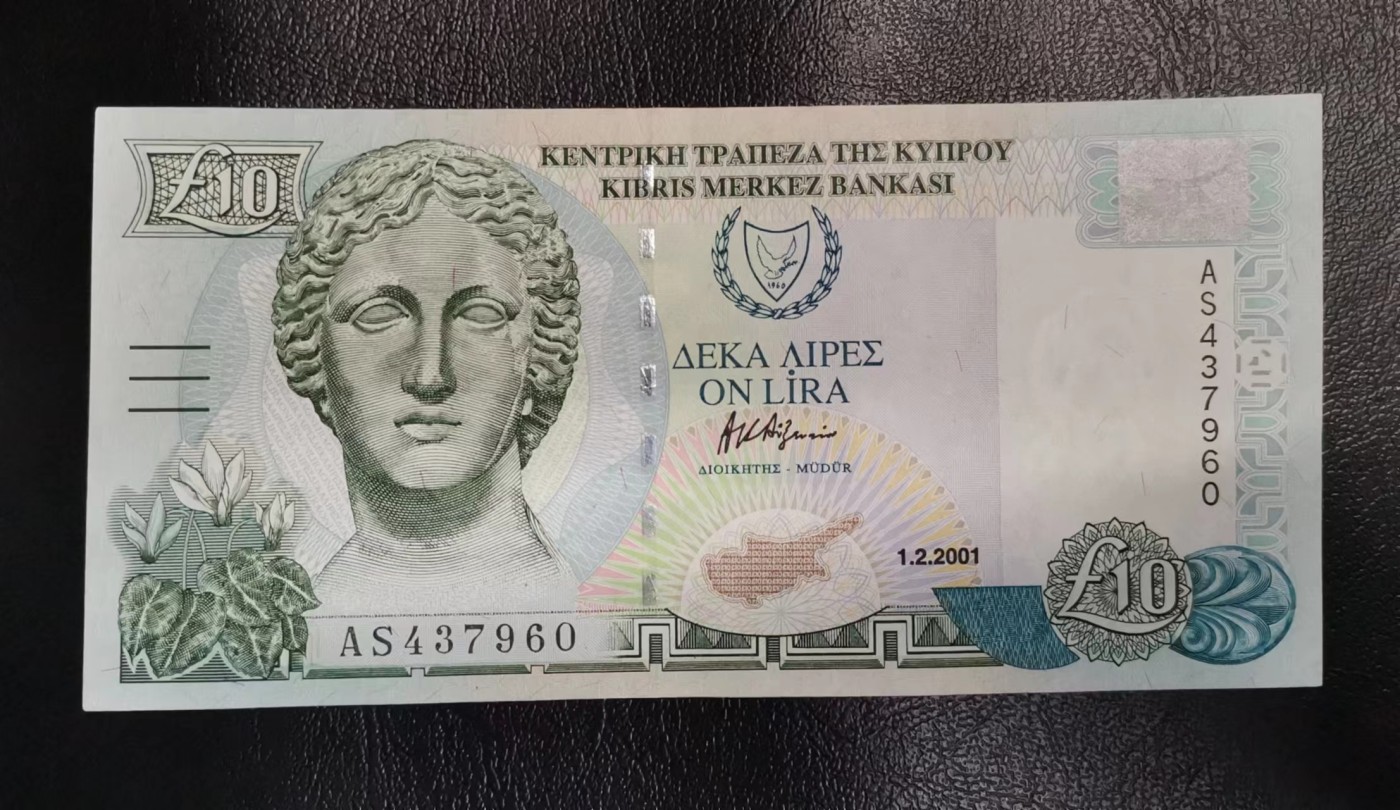 £10
ΚΕΝΤΡΙΚΗ ΤΡΑΠΕΖΑ ΤΗΣ ΚΥΠΡΟΥ
KIBRIS MERKEZ BANKASI
1960
ΔΕΚΑ ΛΙΡΕΣ
ON LİRA
ΔΙΟΙΚΗΤΗΣ - MÜDÜR
1.2.2001
AS437960
£10
AS437960